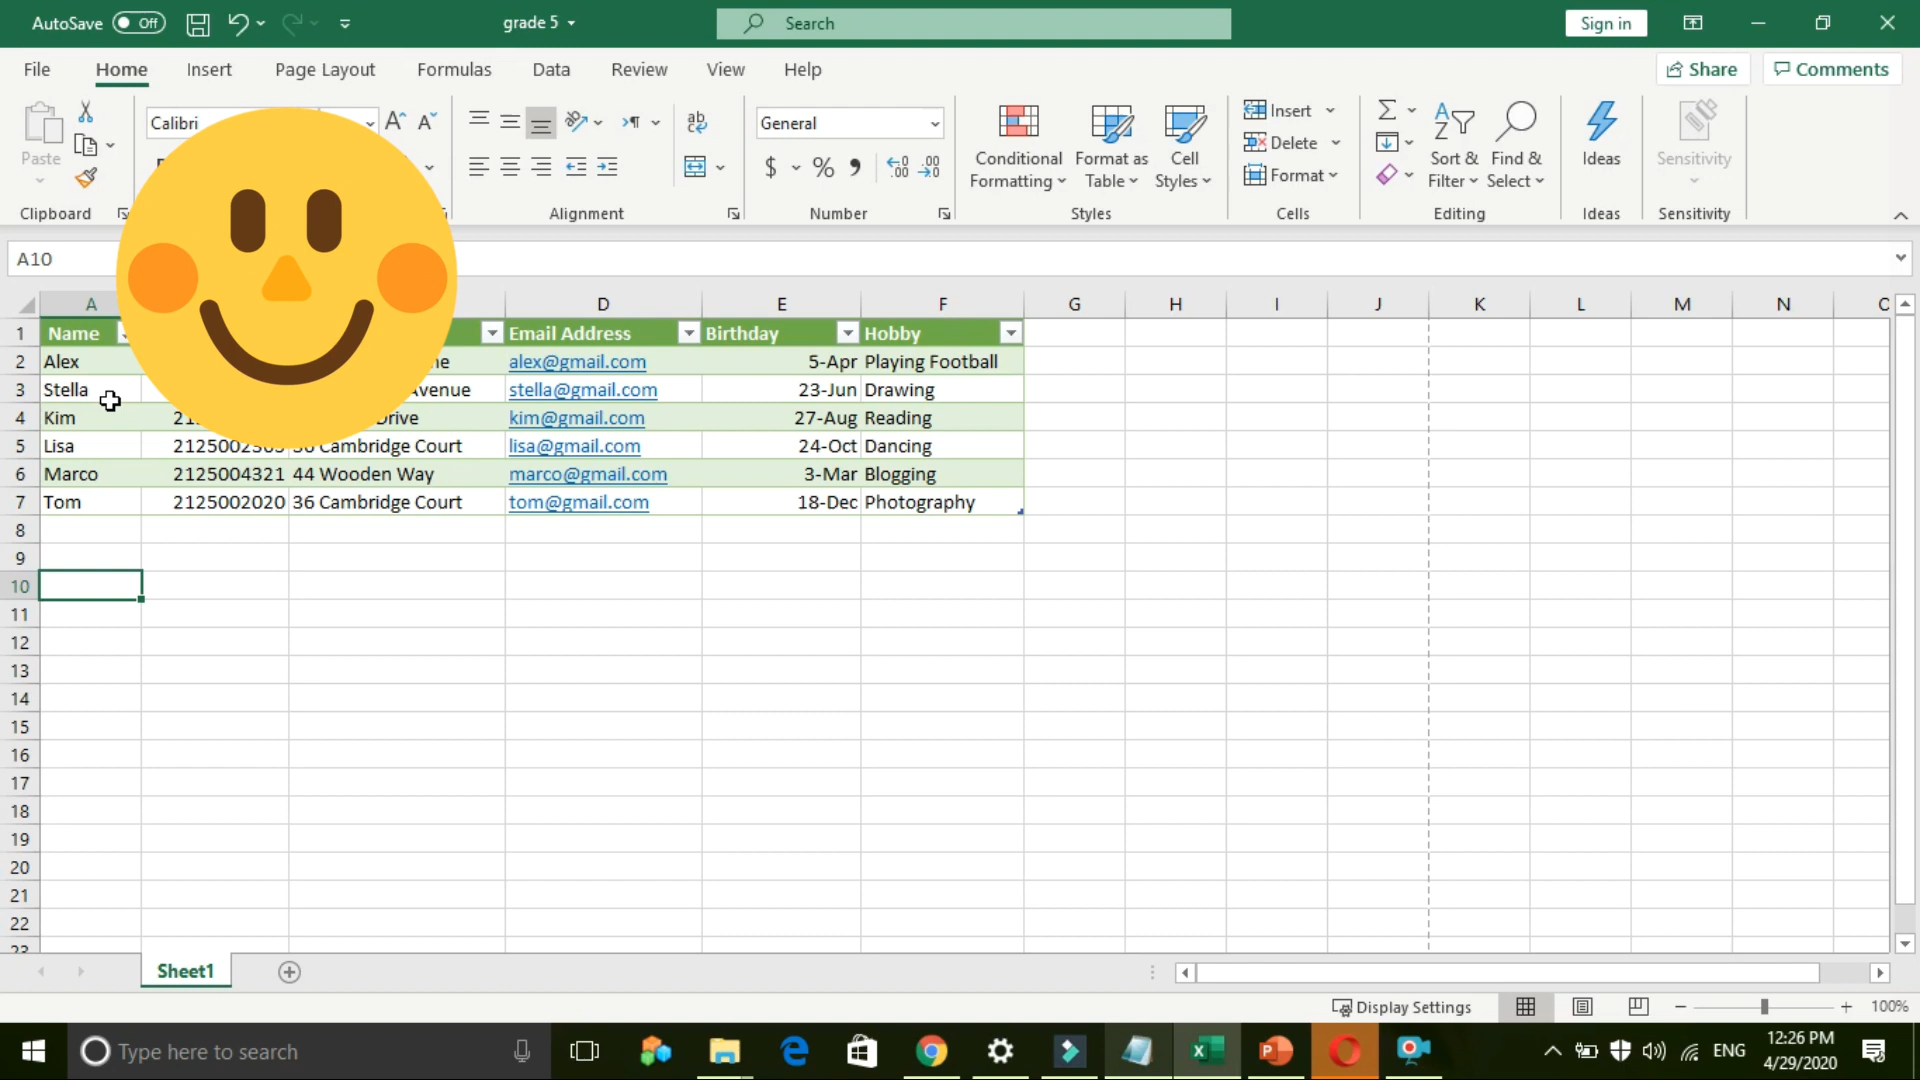 AutoSave Off grade 5 Search Sign in
File Home Insert Page Layout Formulas Data Review View Help Share Comments
Calibri General Insert
Paste Conditional Format as Cell Delete Sort & Find & Ideas Sensitivity
Formatting Table Styles Format Filter Select
Clipboard Alignment Number Styles Cells Editing Ideas Sensitivity
A10
A D E F G H I J K L M N
1 Name Email Address Birthday Hobby
2 Alex alex@gmail.com 5-Apr Playing Football
3 Stella Avenue stella@gmail.com 23-Jun Drawing
4 Kim kim@gmail.com 27-Aug Reading
5 Lisa Cambridge Court lisa@gmail.com 24-Oct Dancing
6 Marco 2125004321 44 Wooden Way marco@gmail.com 3-Mar Blogging
7 Tom 2125002020 36 Cambridge Court tom@gmail.com 18-Dec Photography
8
9
10
11
12
13
14
15
16
17
18
19
20
21
22
Sheet1
Display Settings 100%
Type here to search ENG 12:26 PM
4/29/2020